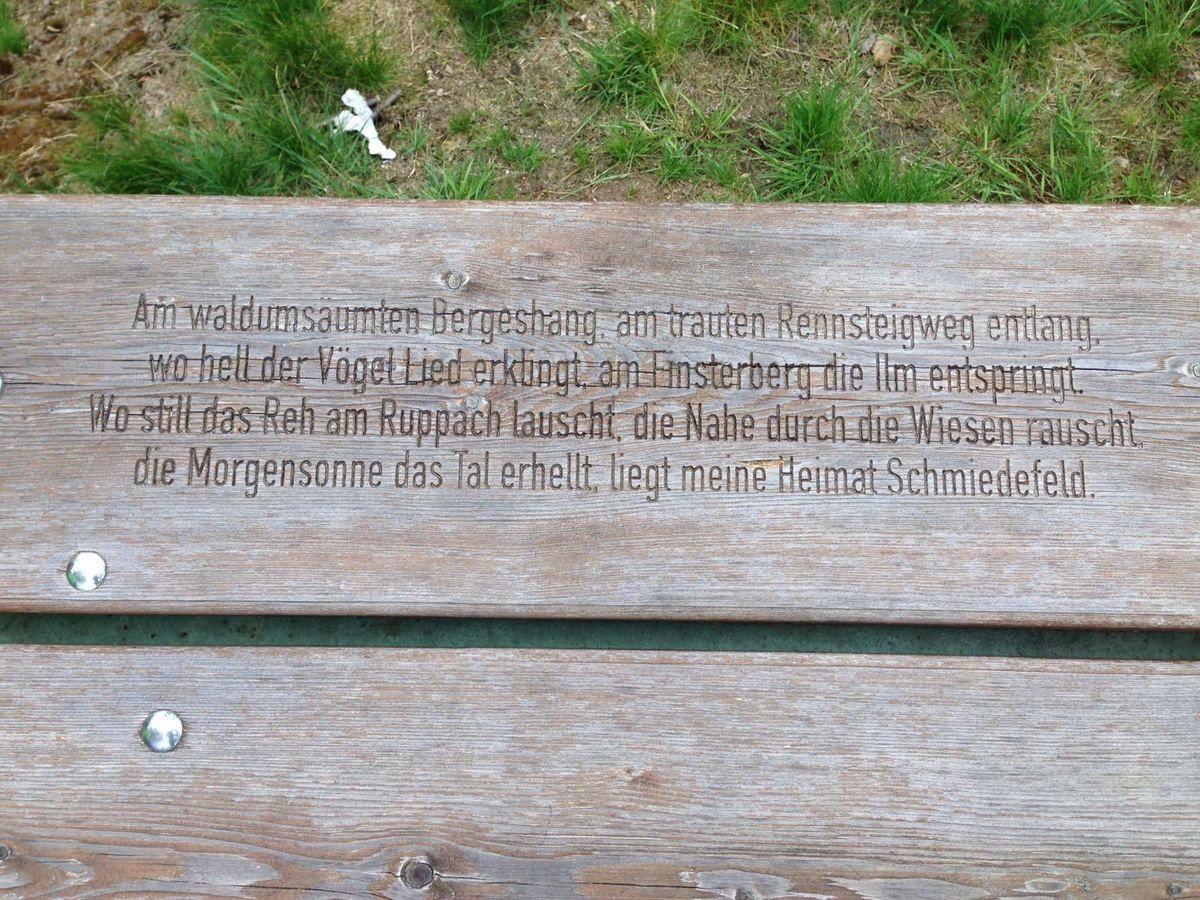 Am waldumsäumten Bergeshang, am trauten Rennsteigweg entlang,
wo hell der Vögel Lied erklingt, am Finsterberg die Ilm entspringt.
Wo still das Reh am Ruppach lauscht, die Nahe durch die Wiesen rauscht,
die Morgensonne das Tal erhellt, liegt meine Heimat Schmiedefeld.